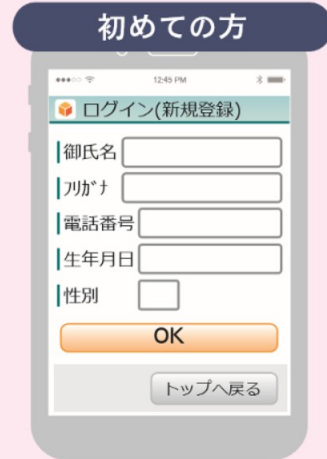 初めての方
12:45 PM
ログイン(新規登録)
御氏名
ﾌﾘｶﾞﾅ
電話番号
生年月日
性別
OK
トップへ戻る